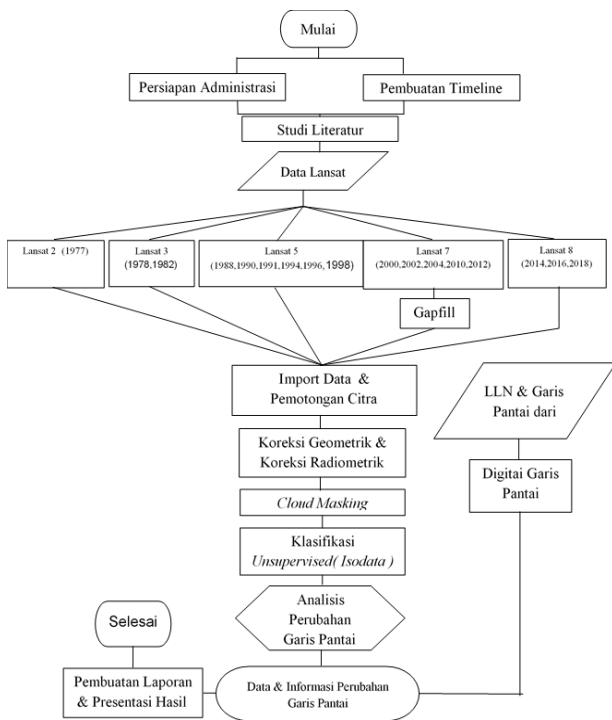 Mulai
Persiapan Administrasi
Pembuatan Timeline
Studi Literatur
Data Lansat
Lansat 2 (1977)
Lansat 3
(1978,1982)
Lansat 5
(1988,1990,1991,1994,1996,1998)
Lansat 7
(2000,2002,2004,2010,2012)
Lansat 8
(2014,2016,2018)
Gapfill
Import Data &
Pemotongan Citra
LLN & Garis
Pantai dari
Koreksi Geometrik &
Koreksi Radiometrik
Digitai Garis
Pantai
Cloud Masking
Klasifikasi
Unsupervised( Isodata )
Analisis
Perubahan
Garis Pantai
Selesai
Pembuatan Laporan
& Presentasi Hasil
Data & Informasi Perubahan
Garis Pantai